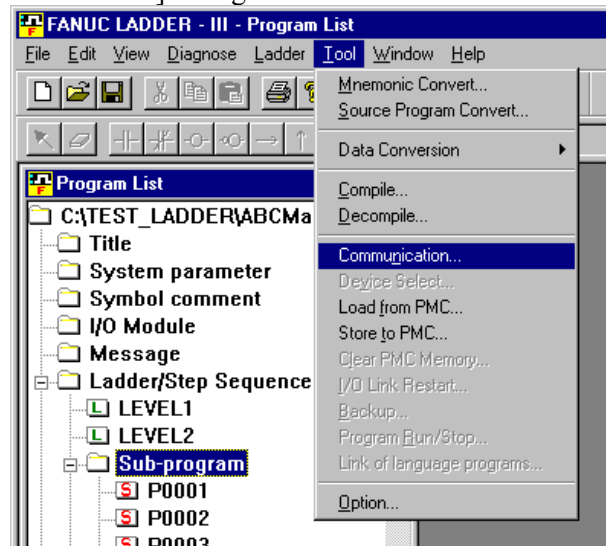 FANUC LADDER - III - Program List
File Edit View Diagnose Ladder Tool Window Help
Mnemonic Convert...
Source Program Convert...
Data Conversion
Compile...
Decompile...
Communication...
Device Select...
Load from PMC...
Store to PMC...
Clear PMC Memory...
I/O Link Restart...
Backup...
Program Run/Stop...
Link of language programs...
Option...
Program List
C:\TEST_LADDER\ABCMa
Title
System parameter
Symbol comment
I/O Module
Message
Ladder/Step Sequence
L LEVEL1
L LEVEL2
Sub-program
S P0001
S P0002
S P0003